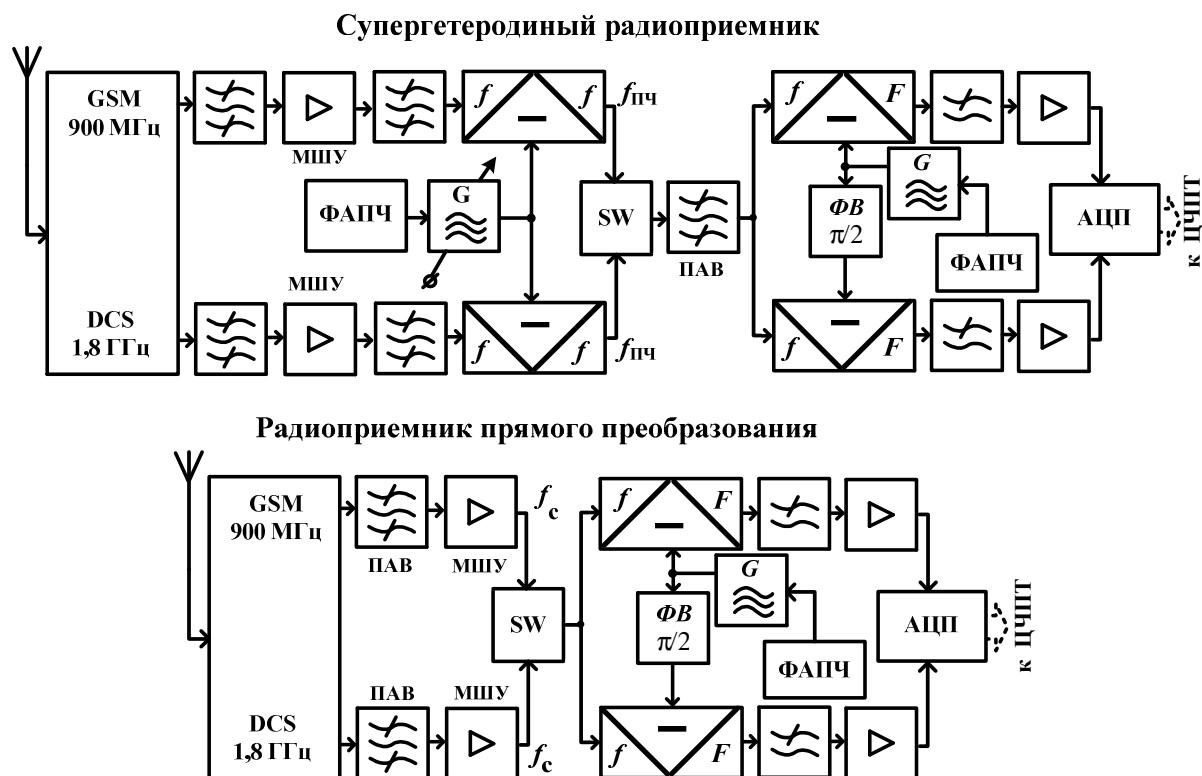 Супергетеродиный радиоприемник
GSM
900 МГц
МШУ
f
f
fПЧ
f
F
G
ФАПЧ
G
SW
ПАВ
ФВ
π/2
ФАПЧ
АЦП
к ЦЧПТ
МШУ
DCS
1,8 ГГц
f
f
fПЧ
f
F
Радиоприемник прямого преобразования
GSM
900 МГц
ПАВ
МШУ
fс
f
F
G
SW
ФВ
π/2
ФАПЧ
АЦП
к ЦЧПТ
ПАВ
МШУ
DCS
1,8 ГГц
fс
f
F